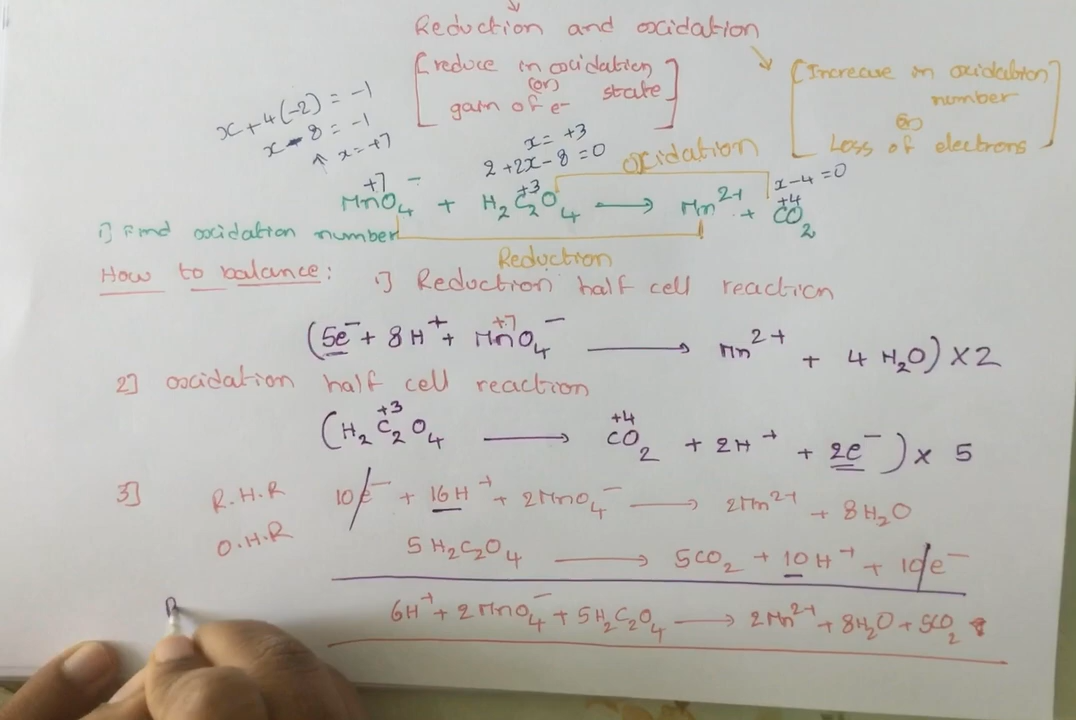 Reduction and oxidation
[reduce in oxidation
(or) state
gain of e-]
[Increase in oxidation
number
(or)
Loss of electrons]
x+4(-2) = -1
x-8 = -1
↑ x=+7
x = +3
2+2x-8=0
oxidation
x-4=0
+7 +3 +4
MnO4⁻ + H2C2O4 → Mn²⁺ + CO2
1) Find oxidation number
Reduction
How to balance: 1] Reduction half cell reaction
+7
(5e⁻ + 8H⁺ + MnO4⁻ → Mn²⁺ + 4H2O) × 2
2] oxidation half cell reaction
+3 +4
(H2C2O4 → CO2 + 2H⁺ + 2e⁻) × 5
3] R.H.R 10e⁻ + 16H⁺ + 2MnO4⁻ → 2Mn²⁺ + 8H2O
O.H.R 5H2C2O4 → 5CO2 + 10H⁺ + 10e⁻
6H⁺ + 2MnO4⁻ + 5H2C2O4 → 2Mn²⁺ + 8H2O + 5CO2